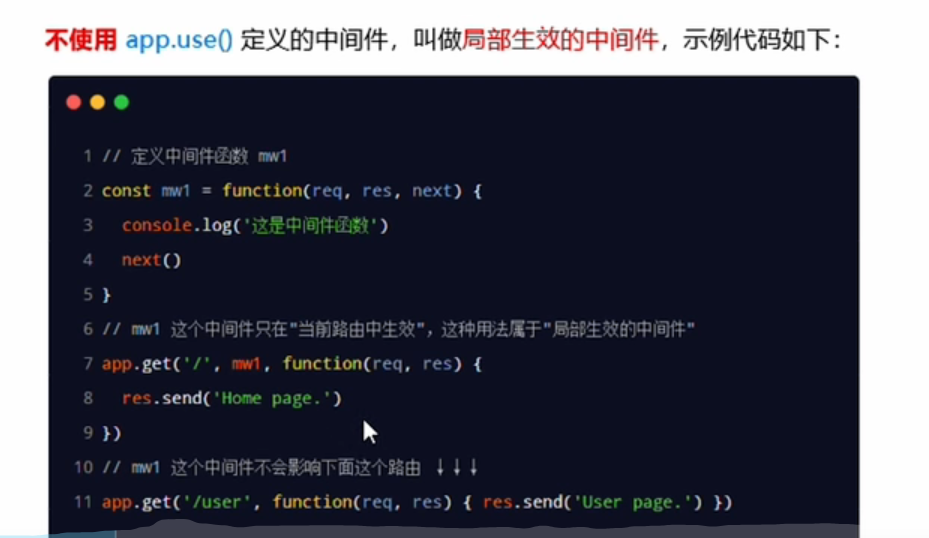 不使用 app.use() 定义的中间件，叫做局部生效的中间件，示例代码如下：
1 // 定义中间件函数 mw1
2 const mw1 = function(req, res, next) {
3   console.log('这是中间件函数')
4   next()
5 }
6 // mw1 这个中间件只在"当前路由中生效"，这种用法属于"局部生效的中间件"
7 app.get('/', mw1, function(req, res) {
8   res.send('Home page.')
9 })
10 // mw1 这个中间件不会影响下面这个路由 ↓↓↓
11 app.get('/user', function(req, res) { res.send('User page.') })